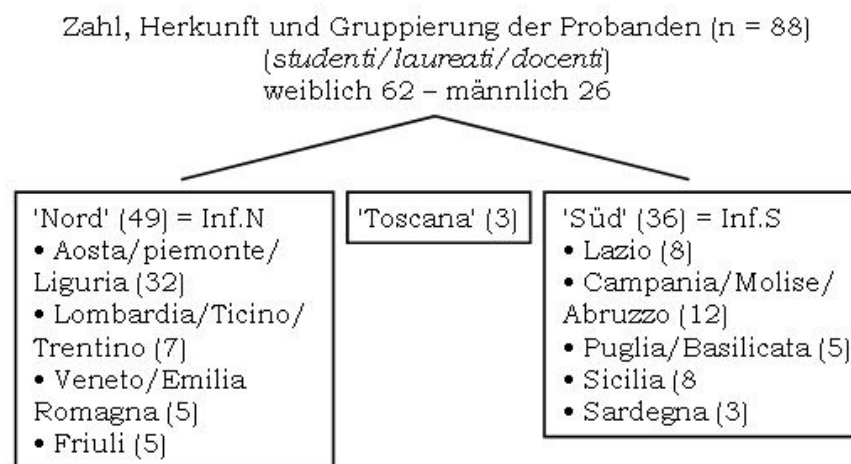 Zahl, Herkunft und Gruppierung der Probanden (n = 88)
(studenti/laureati/docenti)
weiblich 62 – männlich 26
'Nord' (49) = Inf.N
• Aosta/piemonte/
Liguria (32)
• Lombardia/Ticino/
Trentino (7)
• Veneto/Emilia
Romagna (5)
• Friuli (5)
'Toscana' (3)
'Süd' (36) = Inf.S
• Lazio (8)
• Campania/Molise/
Abruzzo (12)
• Puglia/Basilicata (5)
• Sicilia (8
• Sardegna (3)